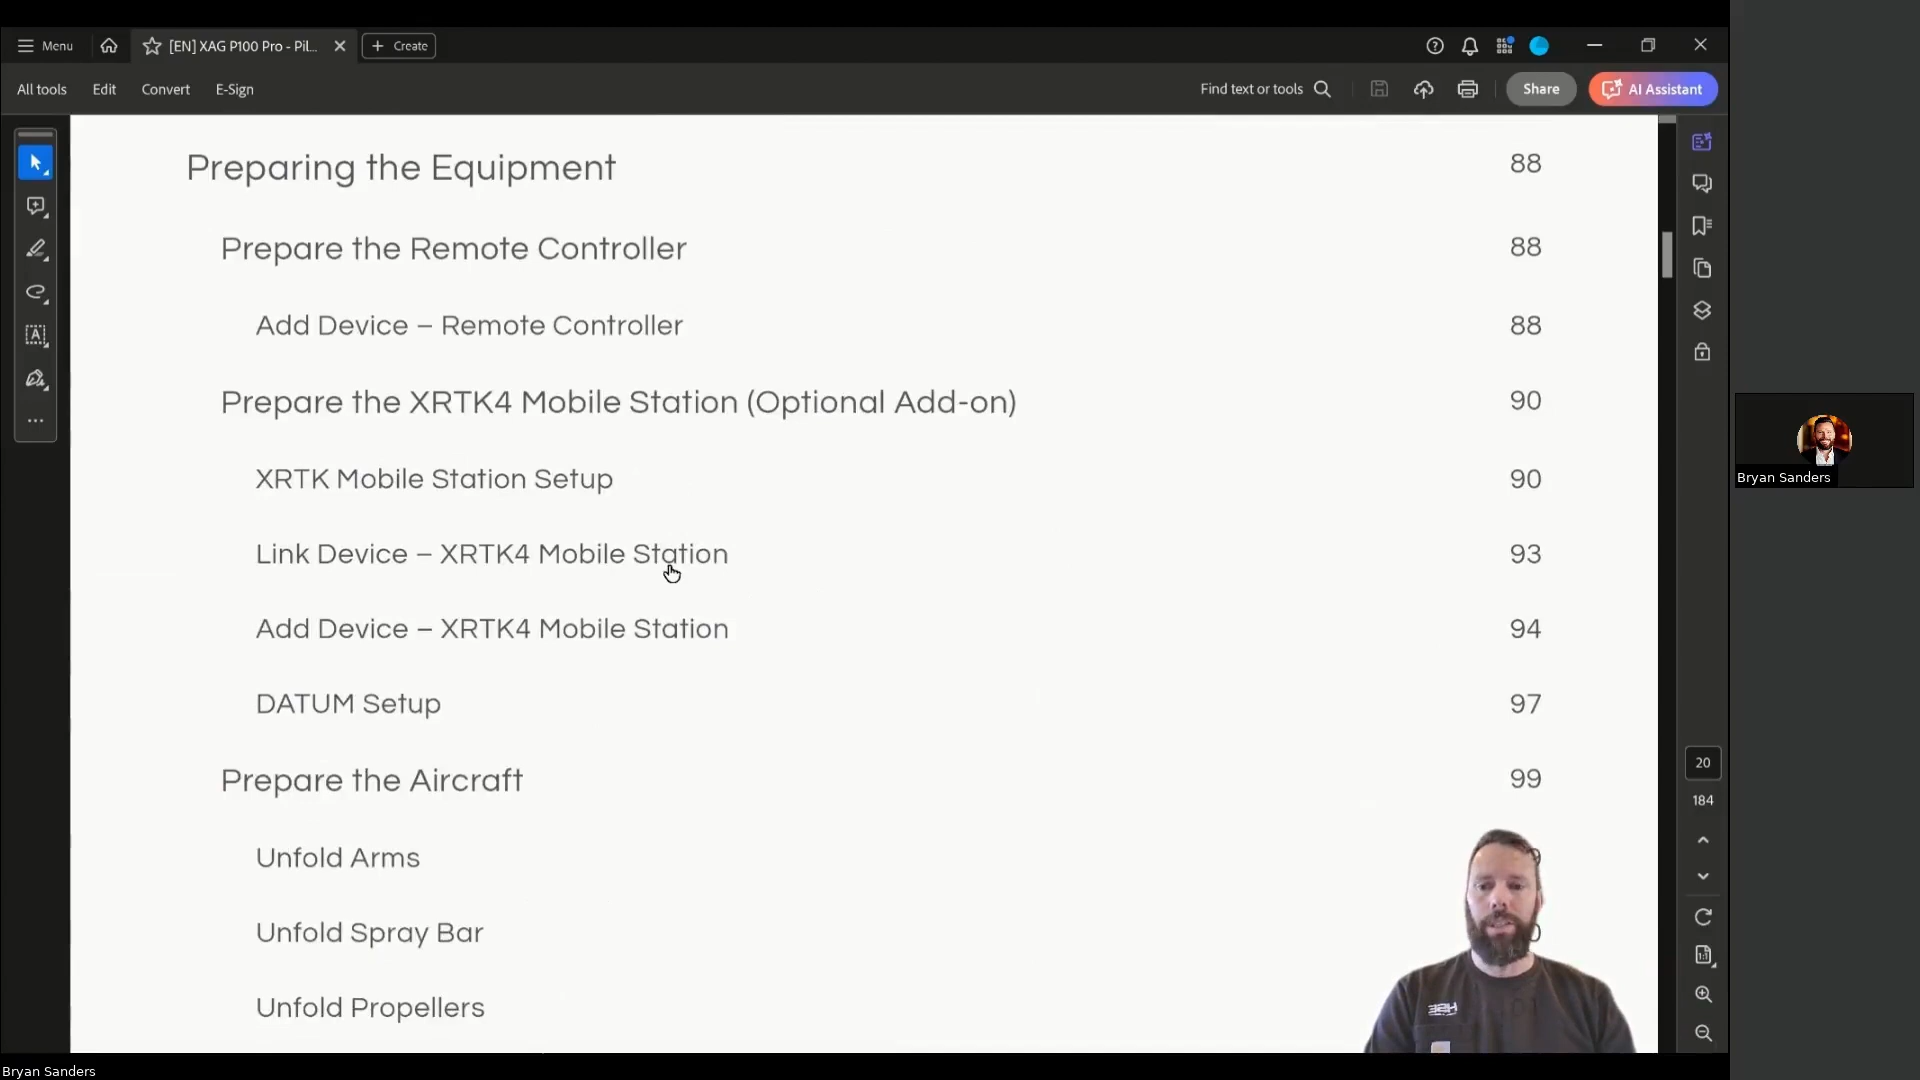 Menu
[EN] XAG P100 Pro - Pil...
Create
All tools
Edit
Convert
E-Sign
Find text or tools
Share
AI Assistant
Preparing the Equipment 88
Prepare the Remote Controller 88
Add Device – Remote Controller 88
Prepare the XRTK4 Mobile Station (Optional Add-on) 90
XRTK Mobile Station Setup 90
Link Device – XRTK4 Mobile Station 93
Add Device – XRTK4 Mobile Station 94
DATUM Setup 97
Prepare the Aircraft 99
Unfold Arms
Unfold Spray Bar
Unfold Propellers
20
184
Bryan Sanders
Bryan Sanders